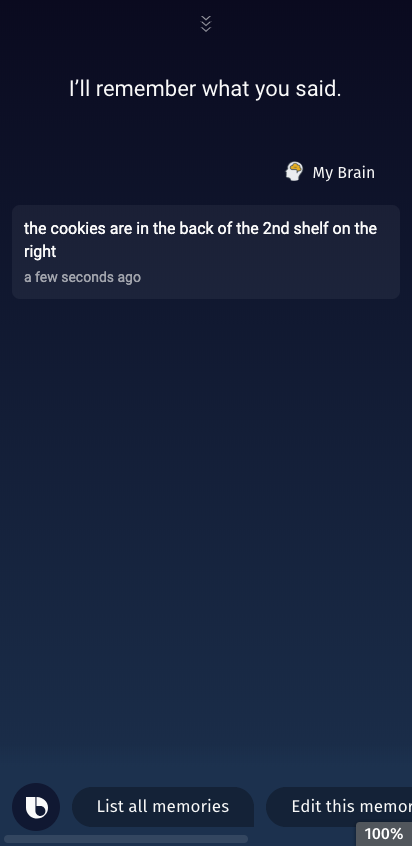 I'll remember what you said.
My Brain
the cookies are in the back of the 2nd shelf on the
right
a few seconds ago
List all memories
Edit this memor
100%